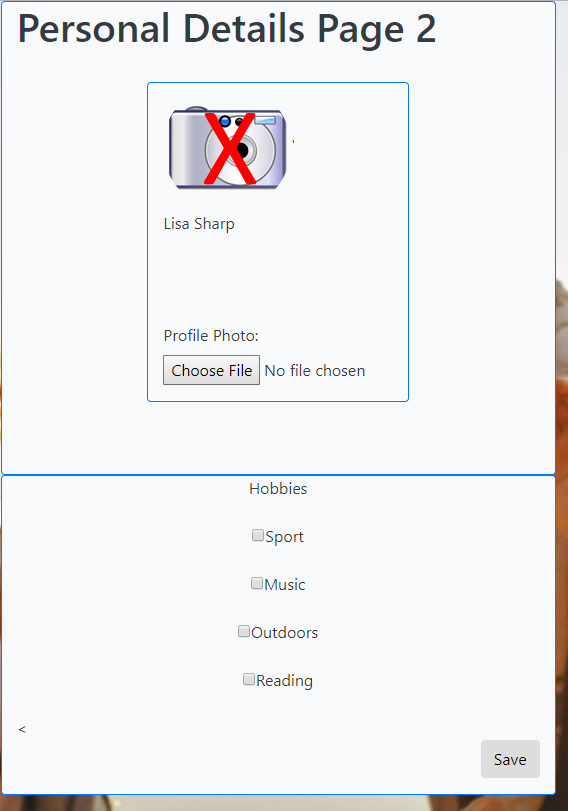 Personal Details Page 2
'
Lisa Sharp
Profile Photo:
Choose File No file chosen
Hobbies
Sport
Music
Outdoors
Reading
<
Save